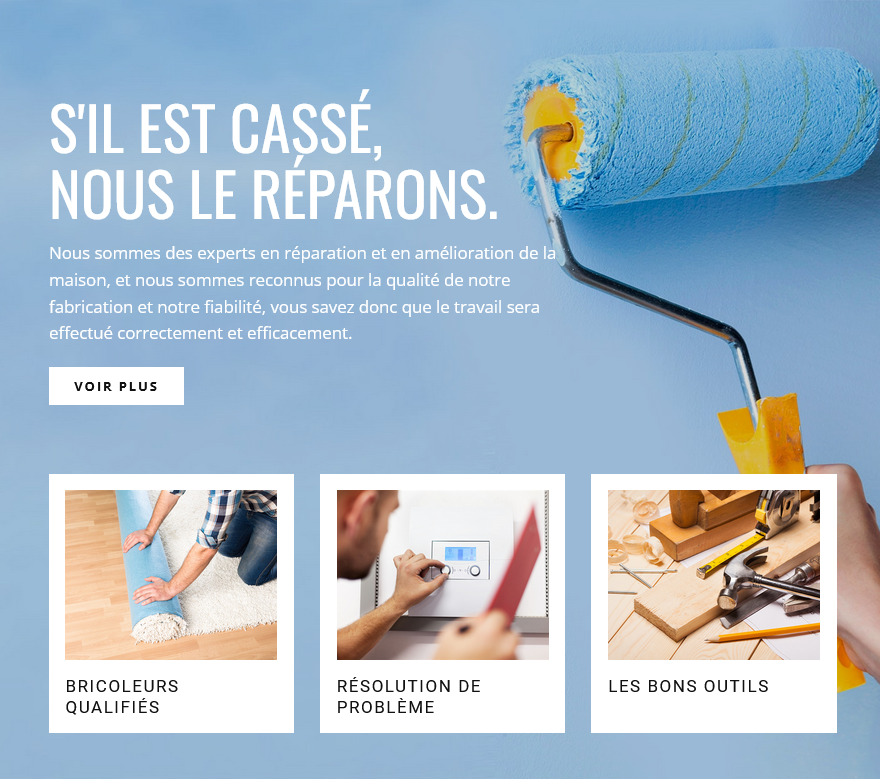 S'IL EST CASSÉ,
NOUS LE RÉPARONS.
Nous sommes des experts en réparation et en amélioration de la
maison, et nous sommes reconnus pour la qualité de notre
fabrication et notre fiabilité, vous savez donc que le travail sera
effectué correctement et efficacement.
VOIR PLUS
BRICOLEURS
QUALIFIÉS
RÉSOLUTION DE
PROBLÈME
LES BONS OUTILS